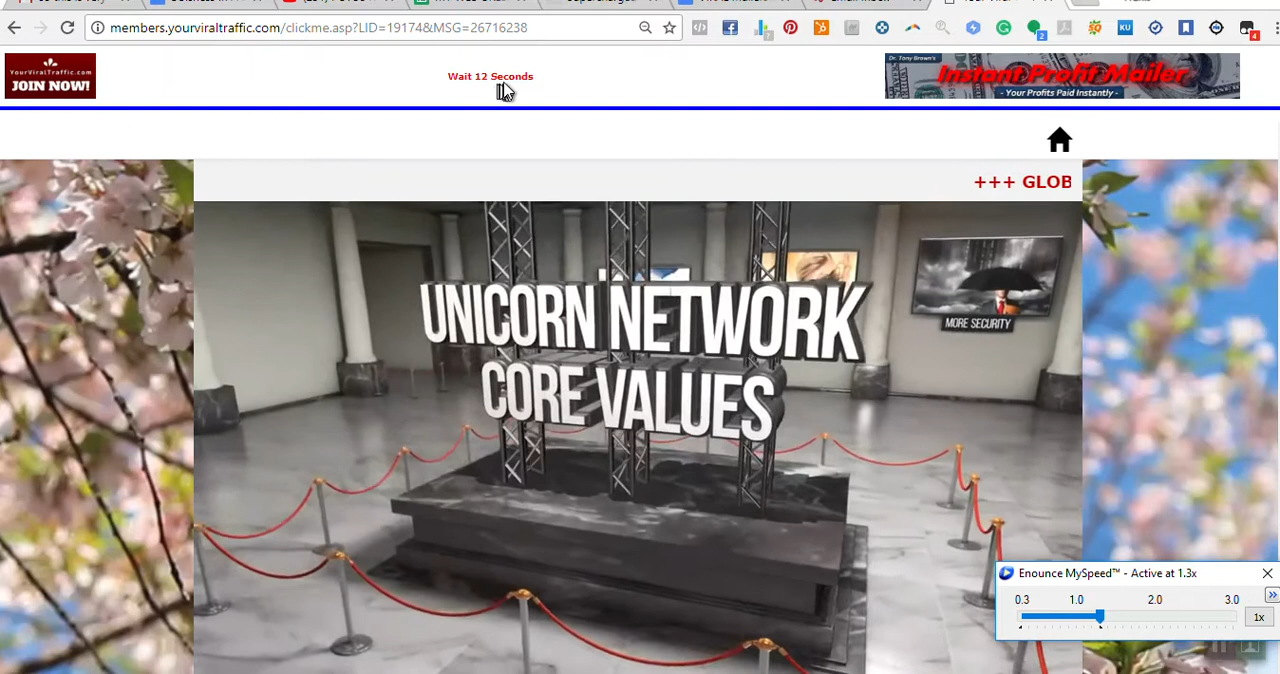 members.yourviraltraffic.com/clickme.asp?LID=19174&MSG=26716238
YourViralTraffic.com
JOIN NOW!
Wait 12 Seconds
Dr. Tony Brown's
Instant Profit Mailer
- Your Profits Paid Instantly -
+++ GLOB
UNICORN NETWORK
CORE VALUES
MORE SECURITY
Enounce MySpeed™ - Active at 1.3x
0.3 1.0 2.0 3.0
1x